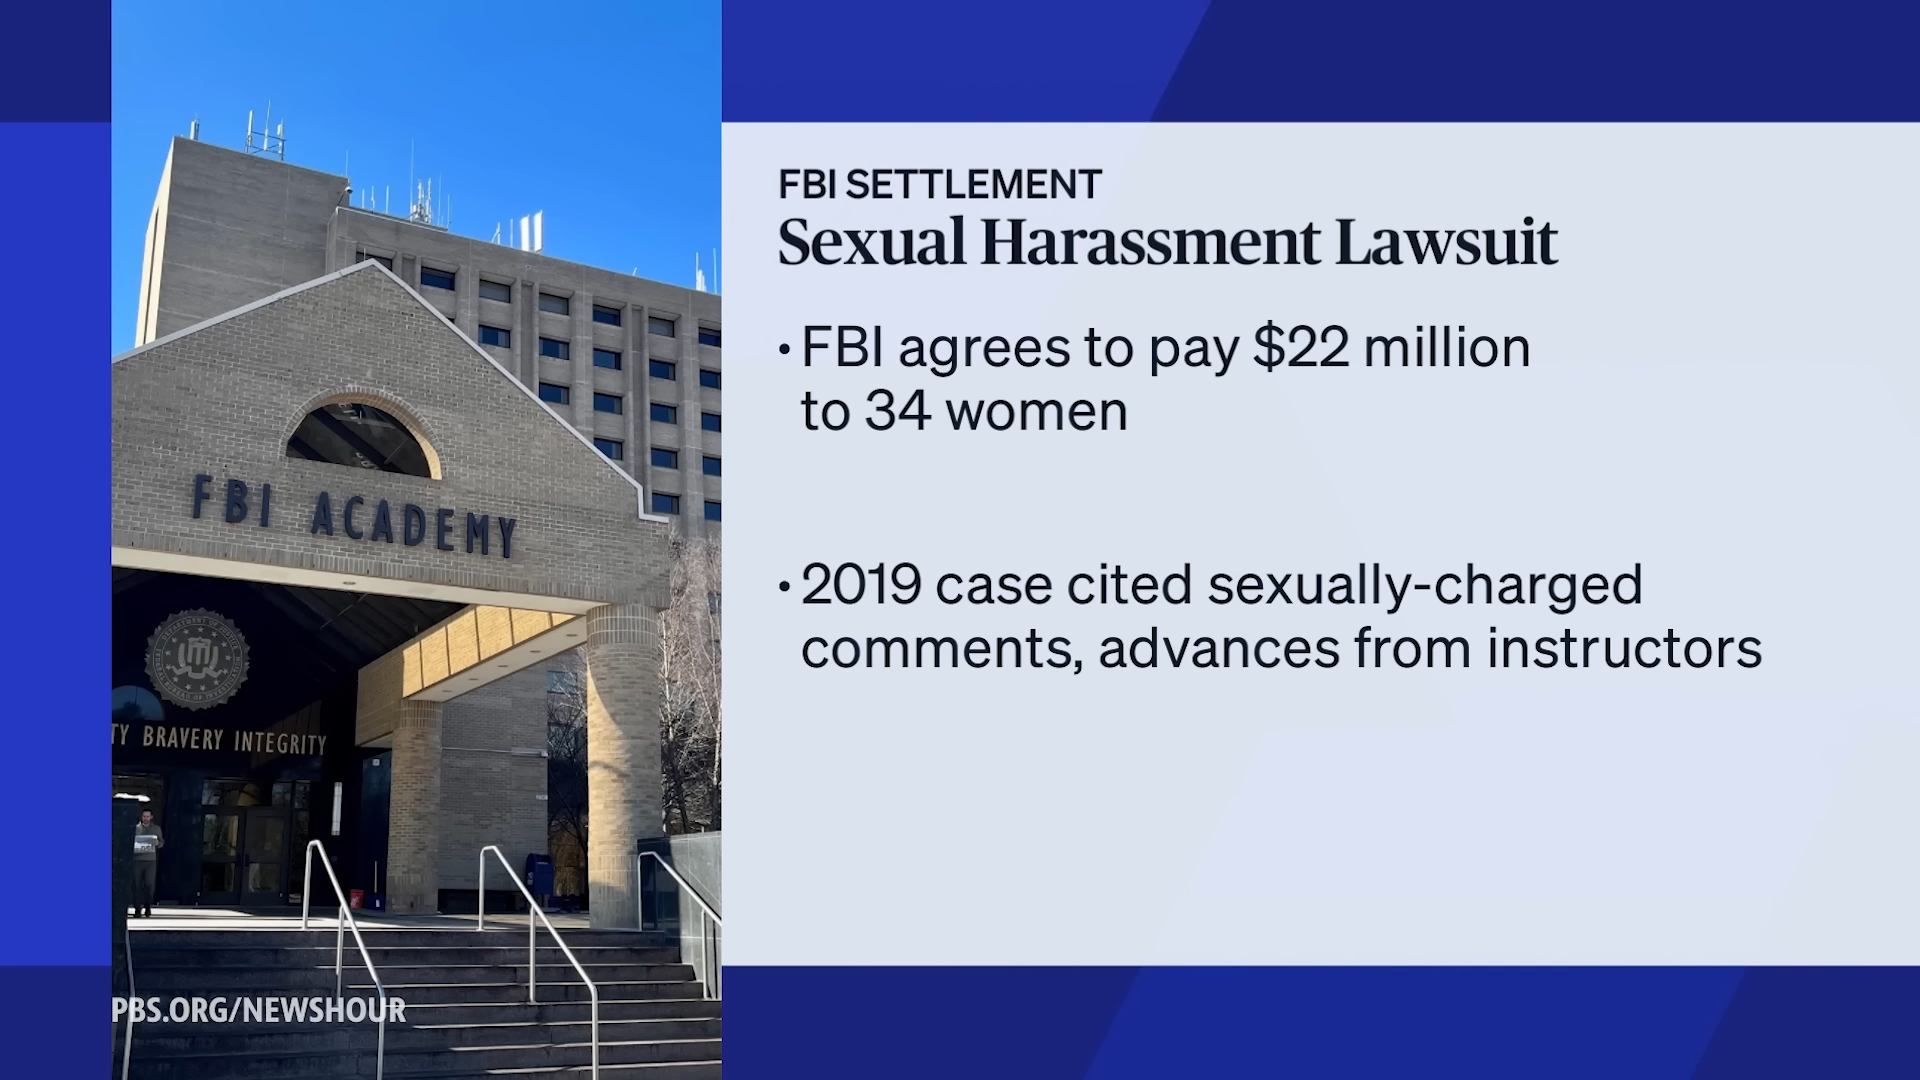 FBI SETTLEMENT
Sexual Harassment Lawsuit
• FBI agrees to pay $22 million
to 34 women
• 2019 case cited sexually-charged
comments, advances from instructors
FBI ACADEMY
TY BRAVERY INTEGRITY
PBS.ORG/NEWSHOUR